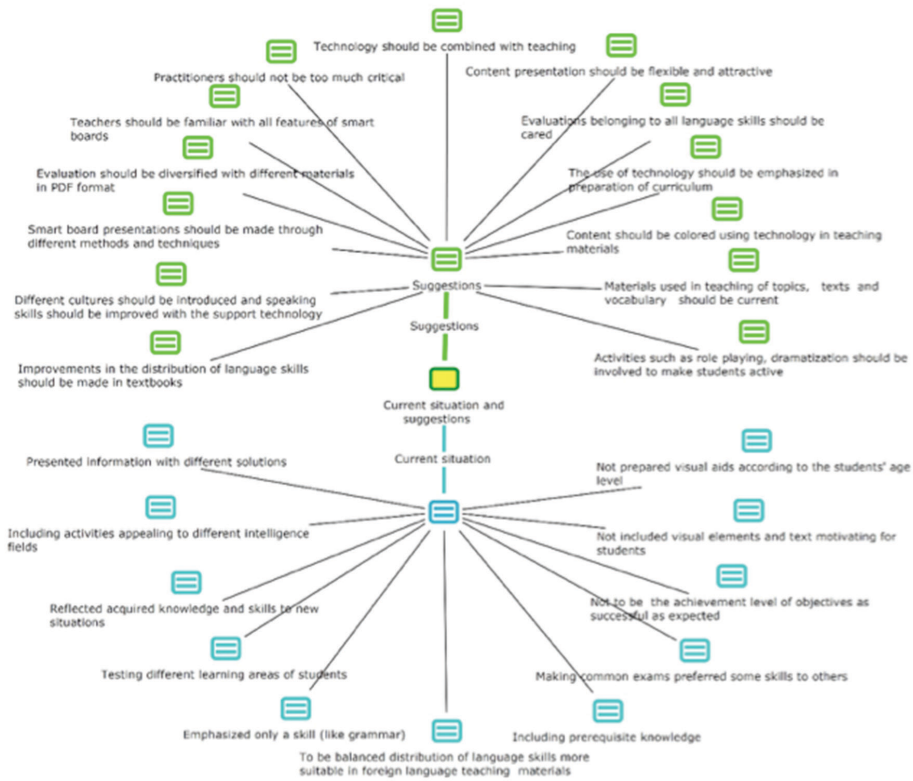 Technology should be combined with teaching
Practitioners should not be too much critical
Content presentation should be flexible and attractive
Teachers should be familiar with all features of smart
boards
Evaluations belonging to all language skills should be
cared
Evaluation should be diversified with different materials
in PDF format
The use of technology should be emphasized in
preparation of curriculum
Smart board presentations should be made through
different methods and techniques
Content should be colored using technology in teaching
materials
Suggestions
Different cultures should be introduced and speaking
skills should be improved with the support technology
Materials used in teaching of topics, texts and
vocabulary should be current
Suggestions
Improvements in the distribution of language skills
should be made in textbooks
Activities such as role playing, dramatization should be
involved to make students active
Current situation and
suggestions
Current situation
Presented information with different solutions
Not prepared visual aids according to the students' age
level
Including activities appealing to different intelligence
fields
Not included visual elements and text motivating for
students
Reflected acquired knowledge and skills to new
situations
Not to be the achievement level of objectives as
successful as expected
Testing different learning areas of students
Making common exams preferred some skills to others
Emphasized only a skill (like grammar)
Including prerequisite knowledge
To be balanced distribution of language skills more
suitable in foreign language teaching materials